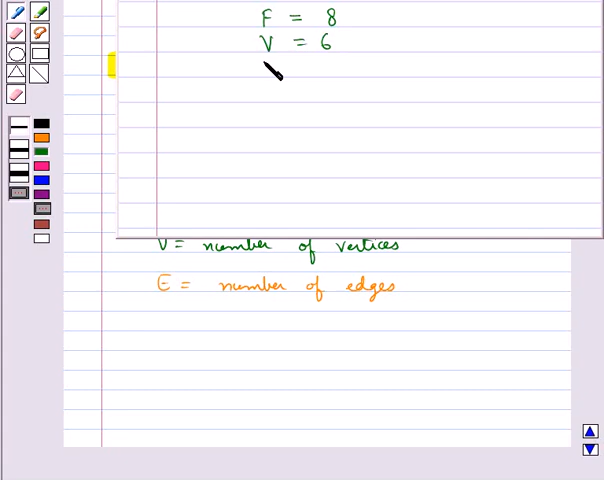 F = 8
V = 6
V = number of vertices
E = number of edges